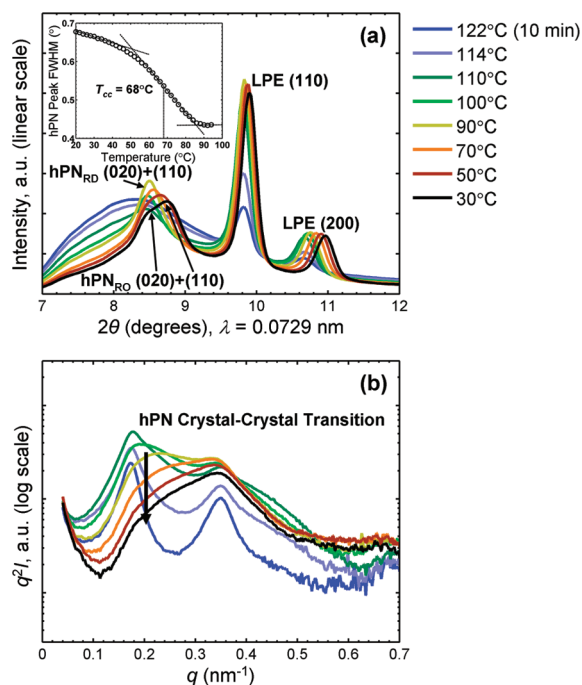 (a)
hPN Peak FWHM (°)
0.7
0.6
0.5
0.4
T_cc = 68°C
20 30 40 50 60 70 80 90 100
Temperature (°C)
LPE (110)
hPN_RD (020)+(110)
LPE (200)
hPN_RO (020)+(110)
Intensity, a.u. (linear scale)
7 8 9 10 11 12
2θ (degrees), λ = 0.0729 nm
122°C (10 min)
114°C
110°C
100°C
90°C
70°C
50°C
30°C
(b)
hPN Crystal-Crystal Transition
q²I, a.u. (log scale)
0 0.1 0.2 0.3 0.4 0.5 0.6 0.7
q (nm⁻¹)